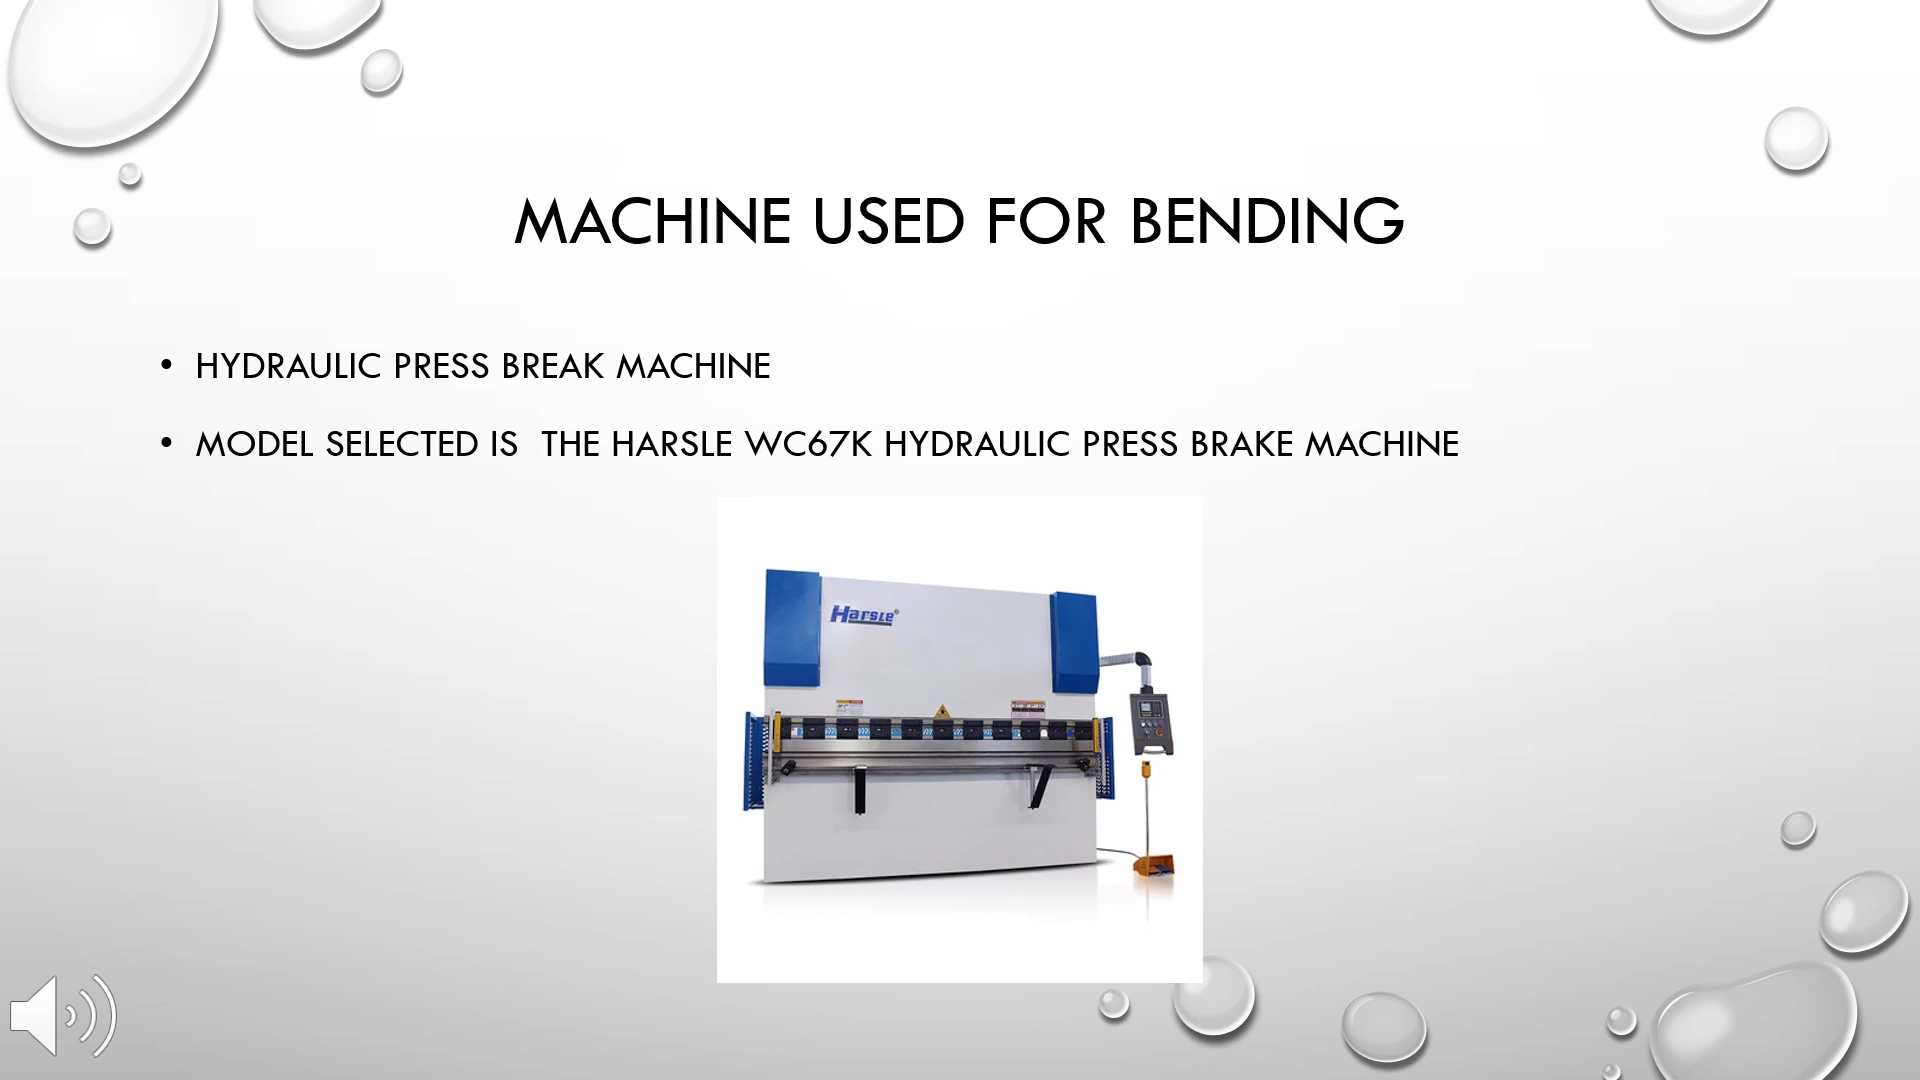 MACHINE USED FOR BENDING
• HYDRAULIC PRESS BREAK MACHINE
• MODEL SELECTED IS  THE HARSLE WC67K HYDRAULIC PRESS BRAKE MACHINE
Harsle®